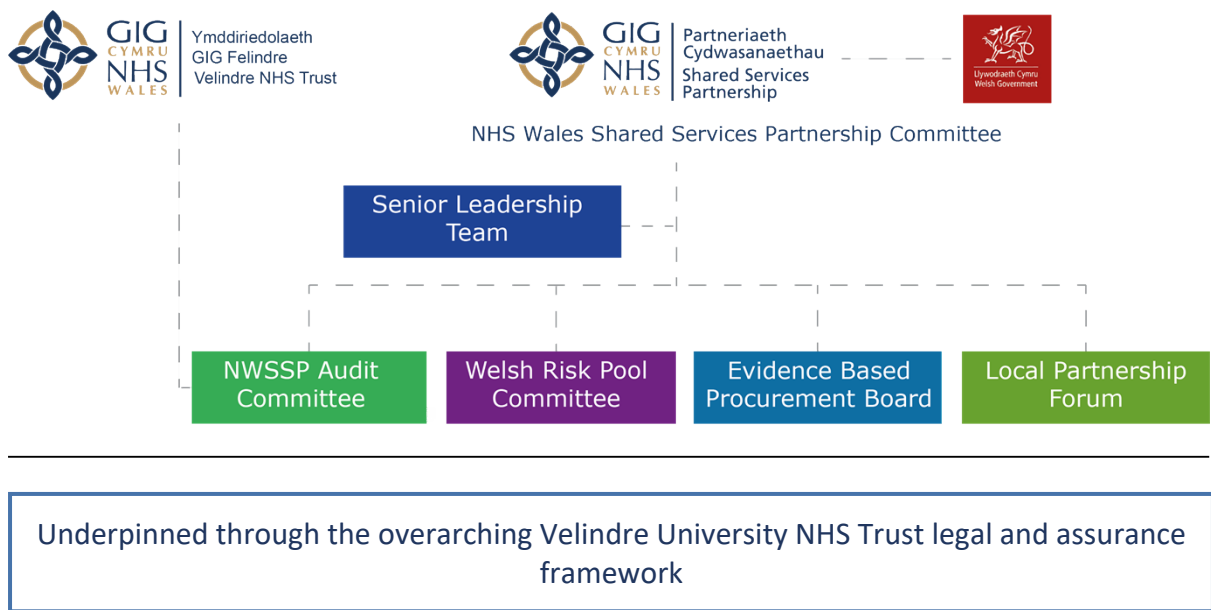 GIG
CYMRU
NHS
WALES
Ymddiriedolaeth
GIG Felindre
Velindre NHS Trust
GIG
CYMRU
NHS
WALES
Partneriaeth
Cydwasanaethau
Shared Services
Partnership
Llywodraeth Cymru
Welsh Government
NHS Wales Shared Services Partnership Committee
Senior Leadership
Team
NWSSP Audit
Committee
Welsh Risk Pool
Committee
Evidence Based
Procurement Board
Local Partnership
Forum
Underpinned through the overarching Velindre University NHS Trust legal and assurance
framework